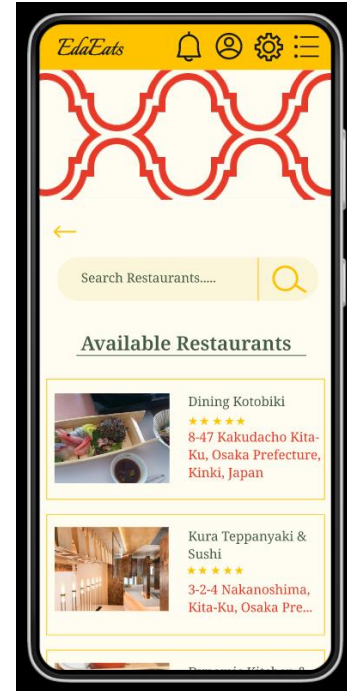 EdaEats
Search Restaurants.....
Available Restaurants
Dining Kotobiki
8-47 Kakudacho Kita-
Ku, Osaka Prefecture,
Kinki, Japan
Kura Teppanyaki &
Sushi
3-2-4 Nakanoshima,
Kita-Ku, Osaka Pre...